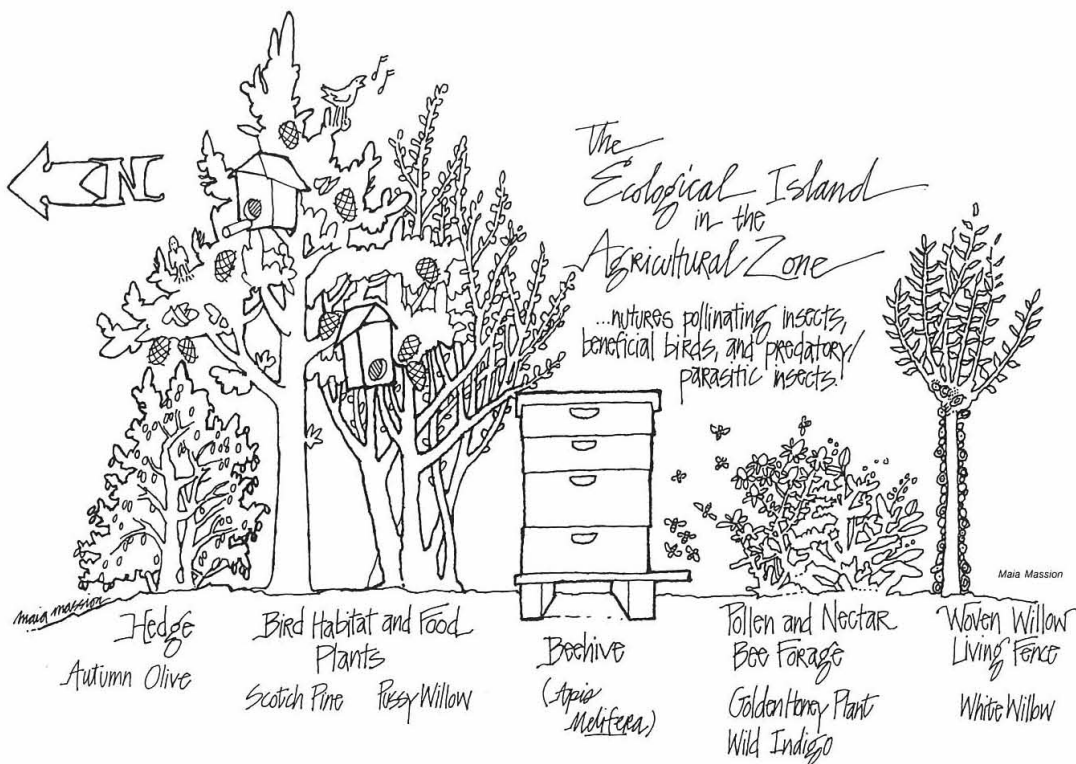 N
The
Ecological Island
in the
Agricultural Zone
...nutures pollinating insects,
beneficial birds, and predatory/
parasitic insects.
Maia Massion
maia massion
Hedge
Autumn Olive
Bird Habitat and Food
Plants
Scotch Pine Pussy Willow
Beehive
(Apis
Melifera)
Pollen and Nectar
Bee Forage
Golden Honey Plant
Wild Indigo
Woven Willow
Living Fence
White Willow